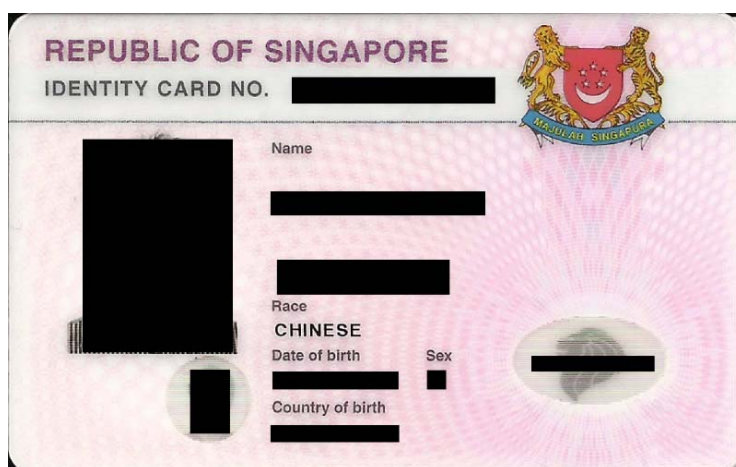 REPUBLIC OF SINGAPORE
IDENTITY CARD NO.
MAJULAH SINGAPURA
Name
Race
CHINESE
Date of birth Sex
Country of birth